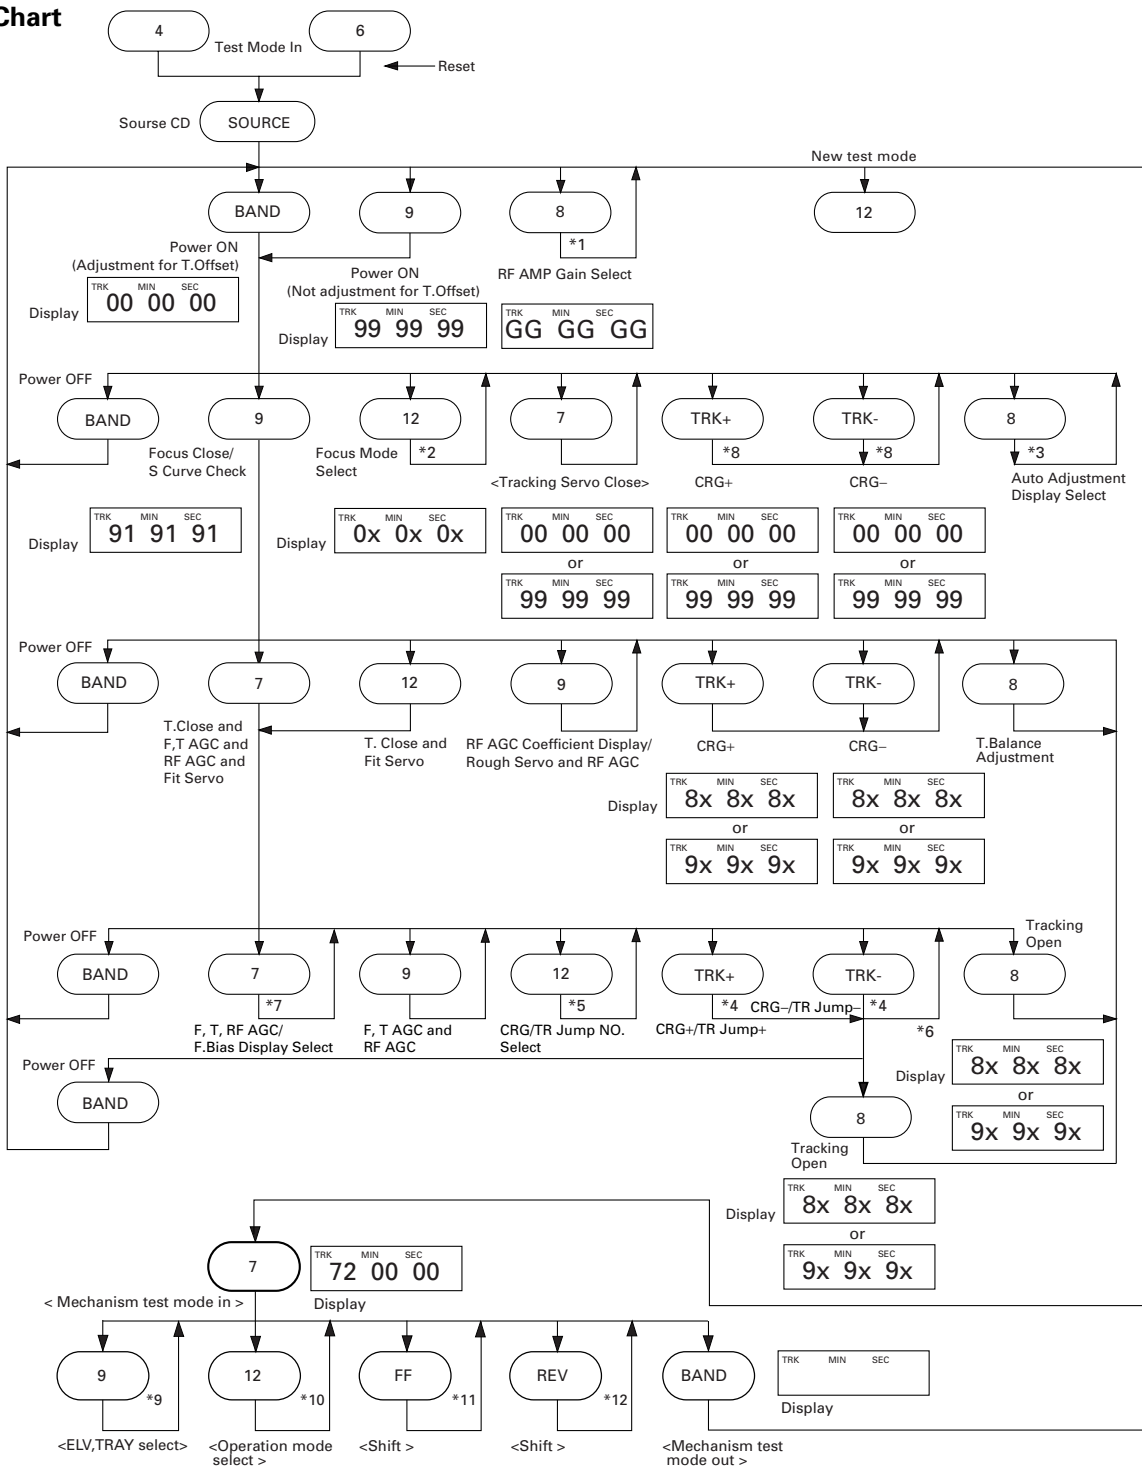 Chart
4
6
Test Mode In
Reset
Sourse CD
SOURCE
New test mode
BAND
9
8
12
*1
Power ON
(Adjustment for T.Offset)
Power ON
(Not adjustment for T.Offset)
RF AMP Gain Select
Display
TRK MIN SEC
00 00 00
Display
TRK MIN SEC
99 99 99
TRK MIN SEC
GG GG GG
Power OFF
BAND
9
12
7
TRK+
TRK-
8
Focus Close/
S Curve Check
Focus Mode
Select
*2
<Tracking Servo Close>
*8
CRG+
*8
CRG–
*3
Auto Adjustment
Display Select
Display
TRK MIN SEC
91 91 91
Display
TRK MIN SEC
0x 0x 0x
TRK MIN SEC
00 00 00
or
TRK MIN SEC
99 99 99
TRK MIN SEC
00 00 00
or
TRK MIN SEC
99 99 99
TRK MIN SEC
00 00 00
or
TRK MIN SEC
99 99 99
Power OFF
BAND
7
12
9
TRK+
TRK-
8
T.Close and
F,T AGC and
RF AGC and
Fit Servo
T. Close and
Fit Servo
RF AGC Coefficient Display/
Rough Servo and RF AGC
CRG+
CRG–
T.Balance
Adjustment
Display
TRK MIN SEC
8x 8x 8x
or
TRK MIN SEC
9x 9x 9x
TRK MIN SEC
8x 8x 8x
or
TRK MIN SEC
9x 9x 9x
Power OFF
Tracking
Open
BAND
7
9
12
TRK+
TRK-
8
*7
F, T, RF AGC/
F.Bias Display Select
F, T AGC and
RF AGC
*5
CRG/TR Jump NO.
Select
*4
CRG+/TR Jump+
CRG–/TR Jump–
*4
*6
Power OFF
BAND
8
Tracking
Open
Display
TRK MIN SEC
8x 8x 8x
or
TRK MIN SEC
9x 9x 9x
Display
TRK MIN SEC
8x 8x 8x
or
TRK MIN SEC
9x 9x 9x
7
TRK MIN SEC
72 00 00
< Mechanism test mode in >
Display
9
12
FF
REV
BAND
*9
*10
*11
*12
TRK MIN SEC
Display
<ELV,TRAY select>
<Operation mode
select >
<Shift >
<Shift >
<Mechanism test
mode out >